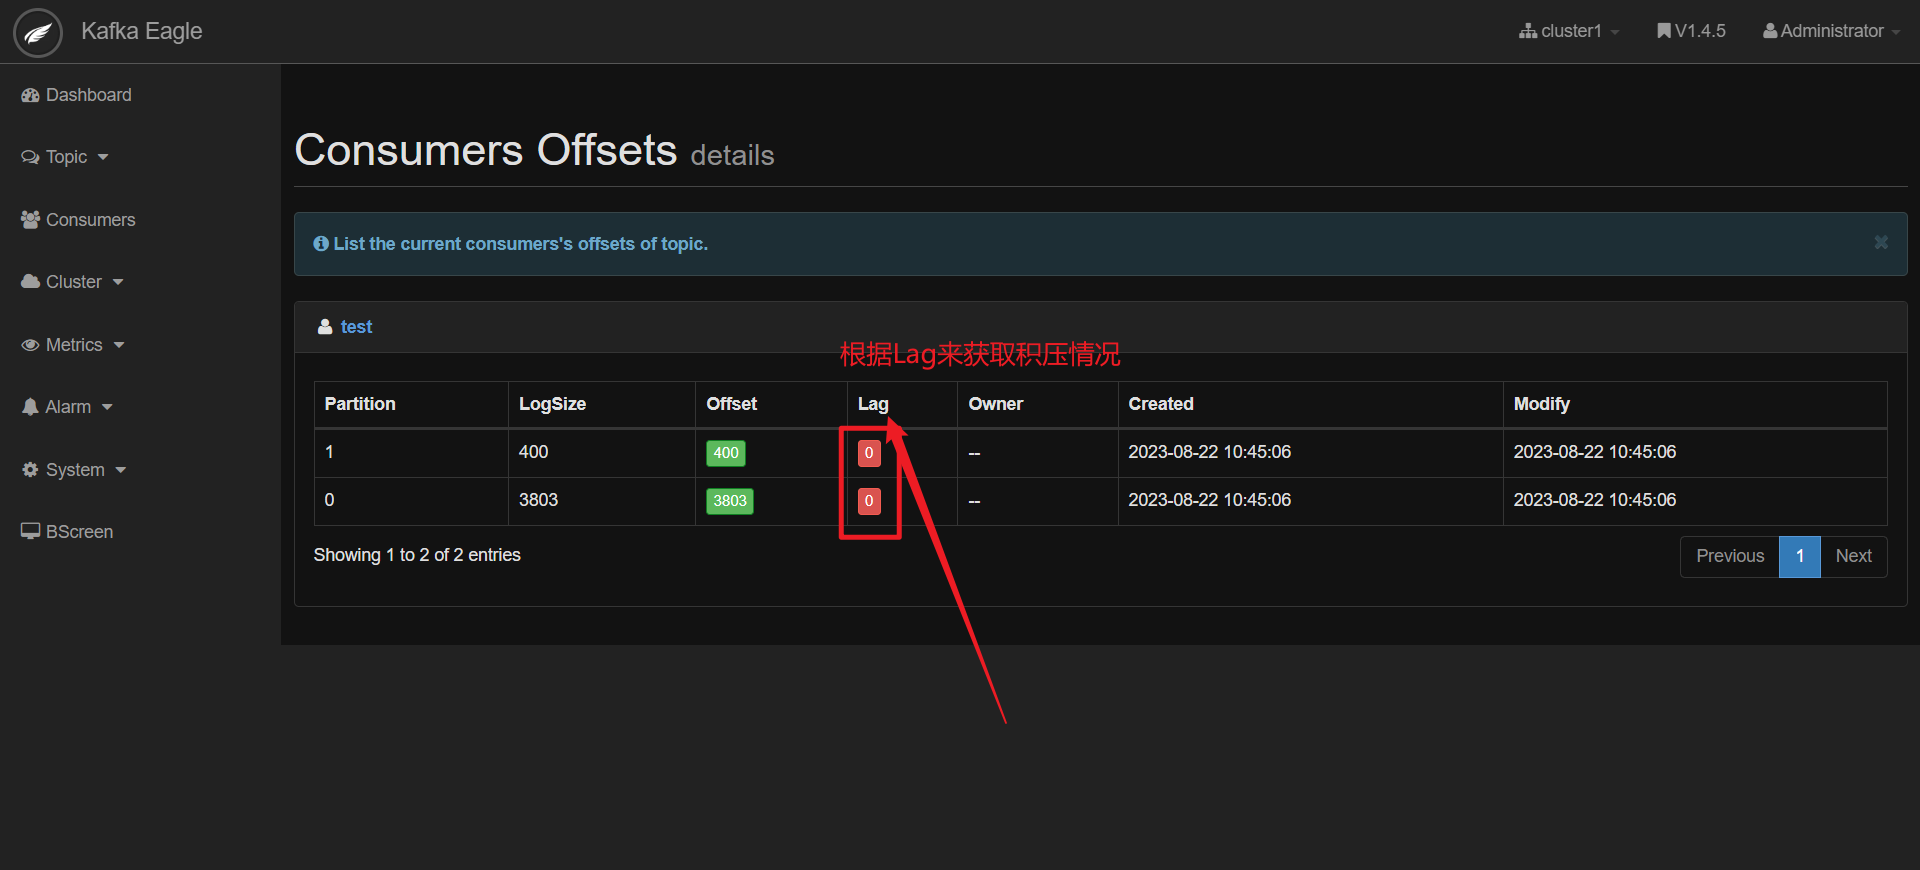 Kafka Eagle
cluster1 V1.4.5 Administrator
Dashboard
Topic
Consumers
Cluster
Metrics
Alarm
System
BScreen
Consumers Offsets details
List the current consumers's offsets of topic.
test
根据Lag来获取积压情况
Partition LogSize Offset Lag Owner Created Modify
1 400 400 0 -- 2023-08-22 10:45:06 2023-08-22 10:45:06
0 3803 3803 0 -- 2023-08-22 10:45:06 2023-08-22 10:45:06
Showing 1 to 2 of 2 entries
Previous 1 Next